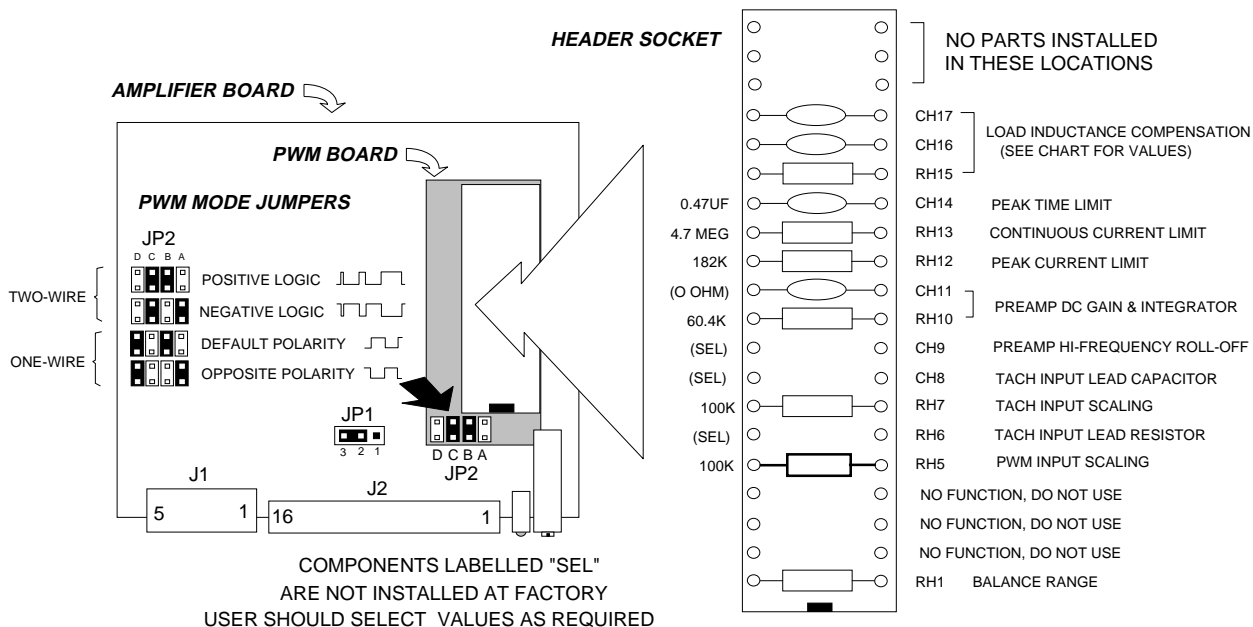 HEADER SOCKET
NO PARTS INSTALLED
IN THESE LOCATIONS
AMPLIFIER BOARD
PWM BOARD
PWM MODE JUMPERS
JP2
D C B A
TWO-WIRE
POSITIVE LOGIC
NEGATIVE LOGIC
ONE-WIRE
DEFAULT POLARITY
OPPOSITE POLARITY
JP1
3 2 1
D C B A
JP2
J1
5 1
J2
16 1
COMPONENTS LABELLED "SEL"
ARE NOT INSTALLED AT FACTORY
USER SHOULD SELECT VALUES AS REQUIRED
CH17
CH16
RH15
LOAD INDUCTANCE COMPENSATION
(SEE CHART FOR VALUES)
0.47UF CH14 PEAK TIME LIMIT
4.7 MEG RH13 CONTINUOUS CURRENT LIMIT
182K RH12 PEAK CURRENT LIMIT
(O OHM) CH11
60.4K RH10
PREAMP DC GAIN & INTEGRATOR
(SEL) CH9 PREAMP HI-FREQUENCY ROLL-OFF
(SEL) CH8 TACH INPUT LEAD CAPACITOR
100K RH7 TACH INPUT SCALING
(SEL) RH6 TACH INPUT LEAD RESISTOR
100K RH5 PWM INPUT SCALING
NO FUNCTION, DO NOT USE
NO FUNCTION, DO NOT USE
NO FUNCTION, DO NOT USE
RH1 BALANCE RANGE